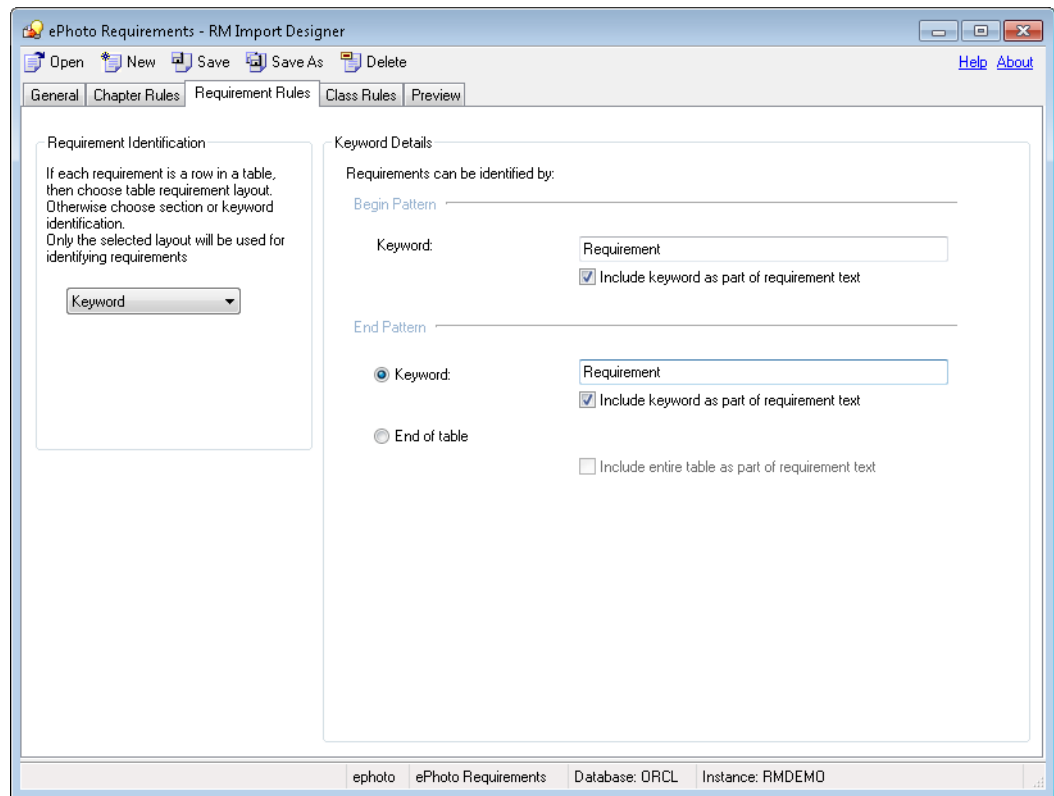 ePhoto Requirements - RM Import Designer
Open New Save Save As Delete Help About
General Chapter Rules Requirement Rules Class Rules Preview
Requirement Identification
If each requirement is a row in a table,
then choose table requirement layout.
Otherwise choose section or keyword
identification.
Only the selected layout will be used for
identifying requirements
Keyword
Keyword Details
Requirements can be identified by:
Begin Pattern
Keyword: Requirement
Include keyword as part of requirement text
End Pattern
Keyword: Requirement
Include keyword as part of requirement text
End of table
Include entire table as part of requirement text
ephoto ePhoto Requirements Database: ORCL Instance: RMDEMO